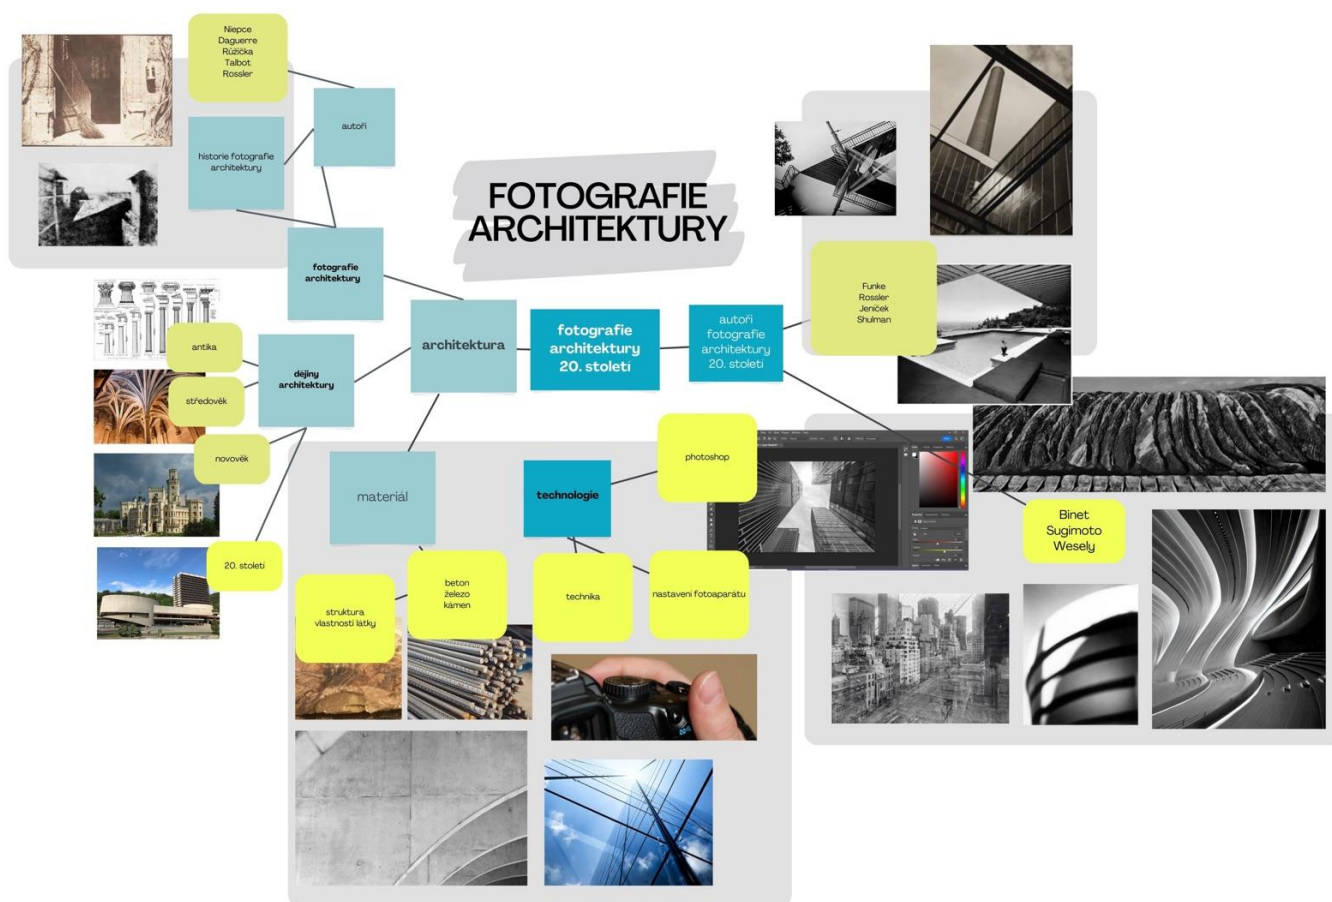 FOTOGRAFIE
ARCHITEKTURY
Niepce
Daguerre
Růžička
Talbot
Rossler
autoři
historie fotografie
architektury
fotografie
architektury
architektura
antika
středověk
novověk
20. století
dějiny
architektury
fotografie
architektury
20. století
autoři
fotografie
architektury
20. století
Funke
Rossler
Jeníček
Shulman
Binet
Sugimoto
Wesely
materiál
technologie
photoshop
struktura
vlastnosti látky
beton
železo
kámen
technika
nastavení fotoaparátu